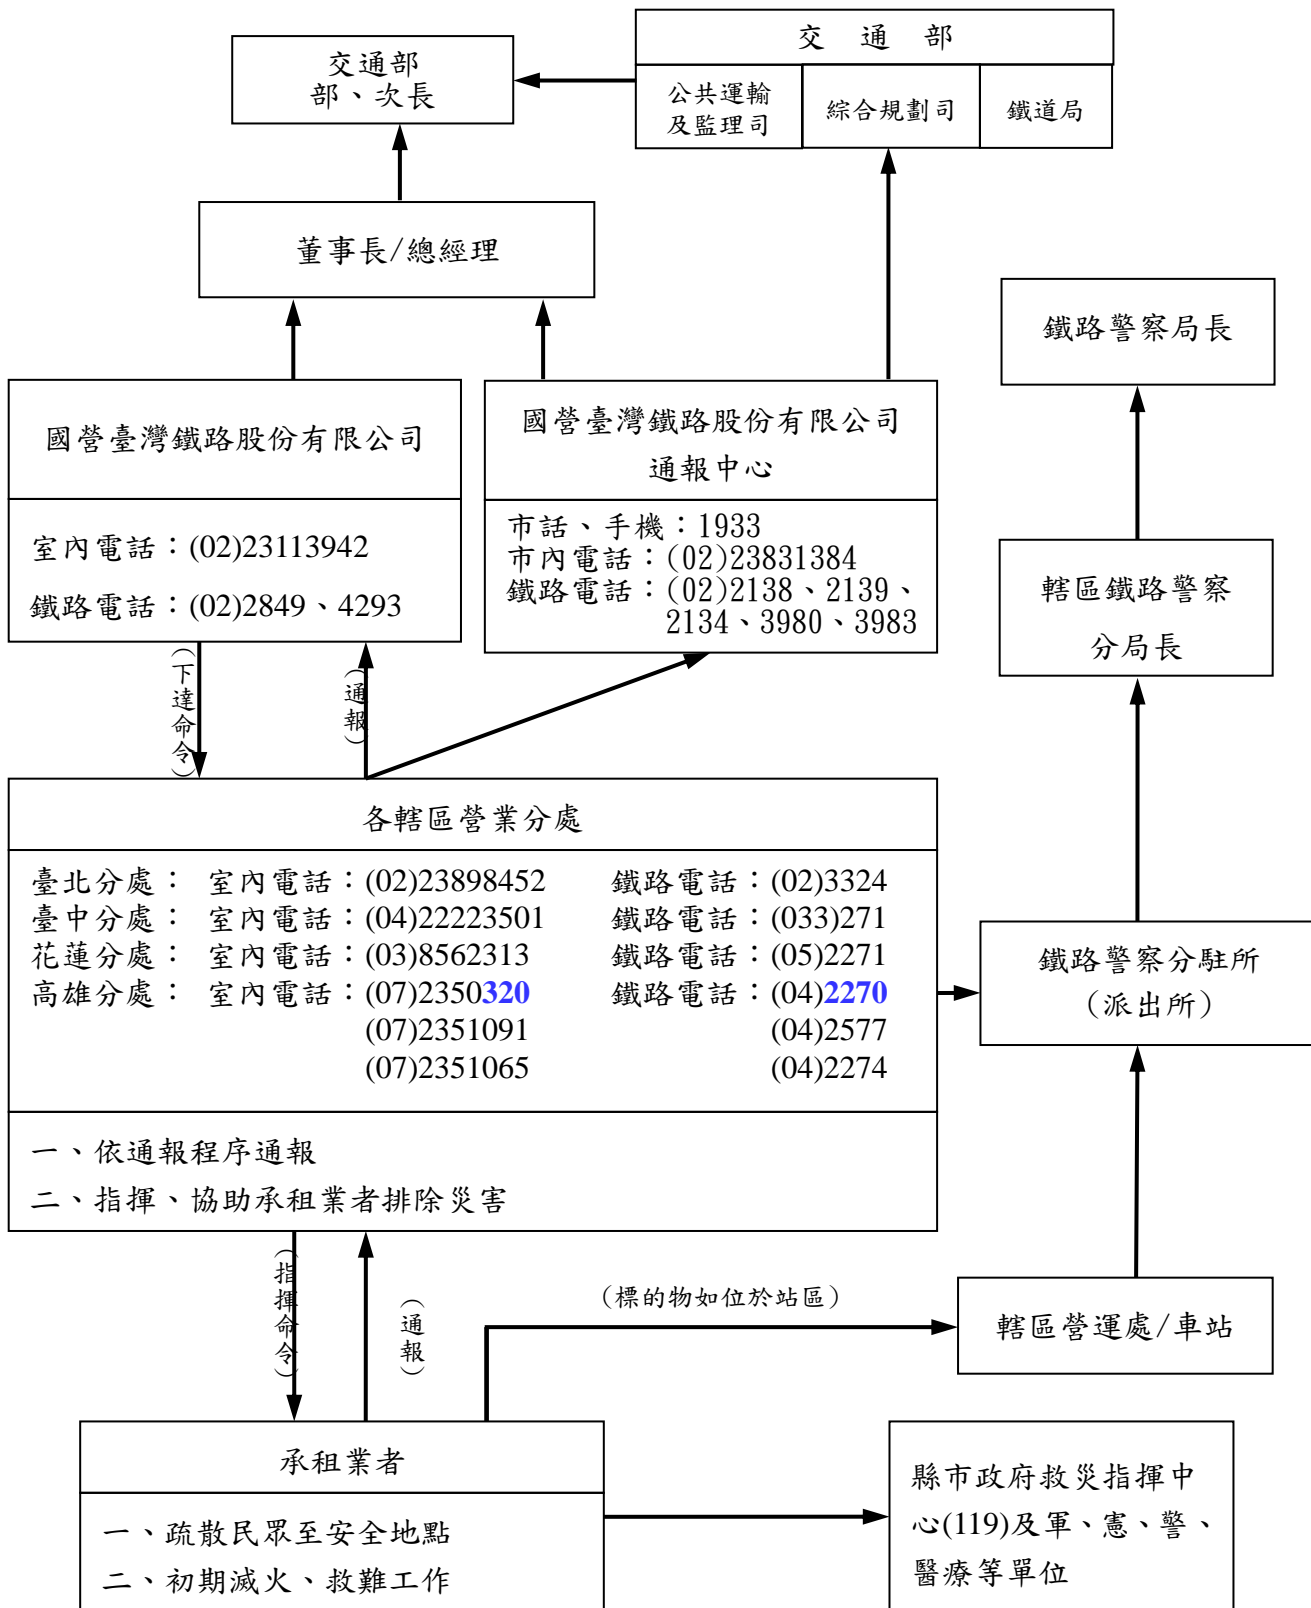 交通部
公共運輸
及監理司
綜合規劃司
鐵道局
交通部
部、次長
董事長/總經理
鐵路警察局長
國營臺灣鐵路股份有限公司
室內電話：(02)23113942
鐵路電話：(02)2849、4293
國營臺灣鐵路股份有限公司
通報中心
市話、手機：1933
市內電話：(02)23831384
鐵路電話：(02)2138、2139、
2134、3980、3983
轄區鐵路警察
分局長
(下達命令)
(通報)
各轄區營業分處
臺北分處： 室內電話：(02)23898452 鐵路電話：(02)3324
臺中分處： 室內電話：(04)22223501 鐵路電話：(033)271
花蓮分處： 室內電話：(03)8562313 鐵路電話：(05)2271
高雄分處： 室內電話：(07)2350320 鐵路電話：(04)2270
(07)2351091 (04)2577
(07)2351065 (04)2274
一、依通報程序通報
二、指揮、協助承租業者排除災害
鐵路警察分駐所
(派出所)
(指揮命令)
(通報)
(標的物如位於站區)
轄區營運處/車站
承租業者
一、疏散民眾至安全地點
二、初期滅火、救難工作
縣市政府救災指揮中
心(119)及軍、憲、警、
醫療等單位